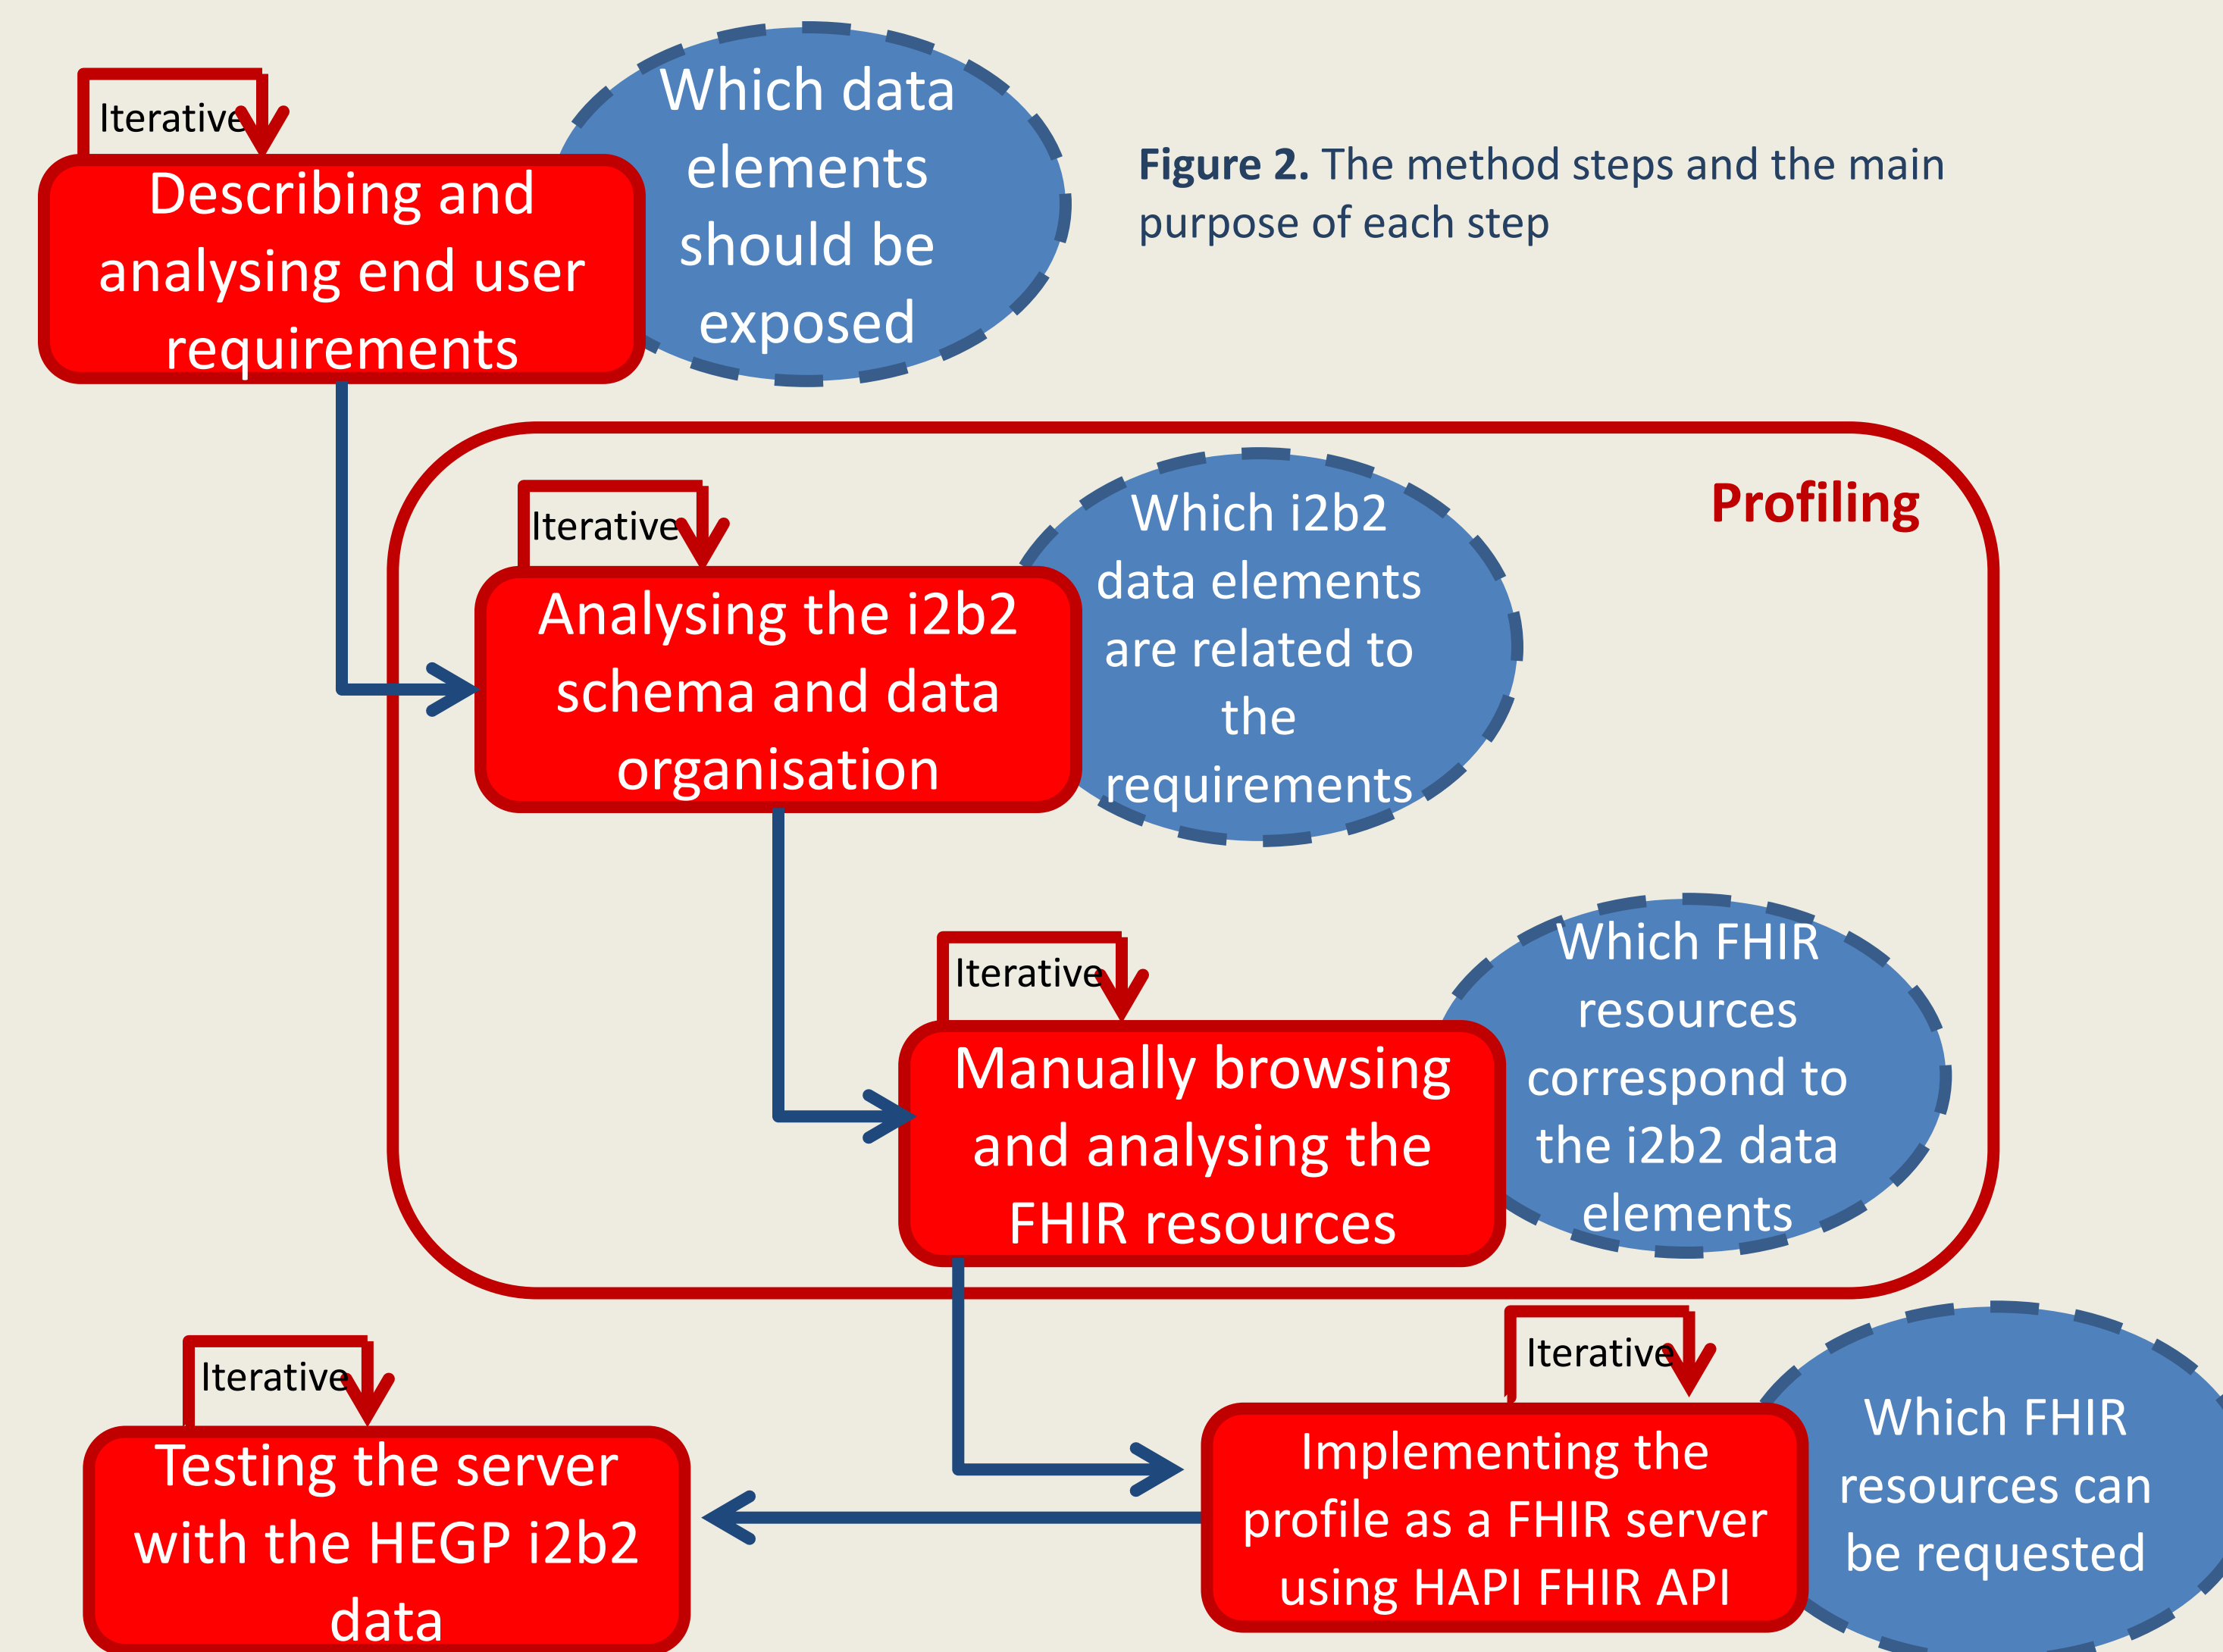 Iterative
Describing and
analysing end user
requirements
Which data
elements
should be
exposed
Figure 2. The method steps and the main
purpose of each step
Profiling
Iterative
Analysing the i2b2
schema and data
organisation
Which i2b2
data elements
are related to
the
requirements
Iterative
Manually browsing
and analysing the
FHIR resources
Which FHIR
resources
correspond to
the i2b2 data
elements
Iterative
Implementing the
profile as a FHIR server
using HAPI FHIR API
Which FHIR
resources can
be requested
Iterative
Testing the server
with the HEGP i2b2
data